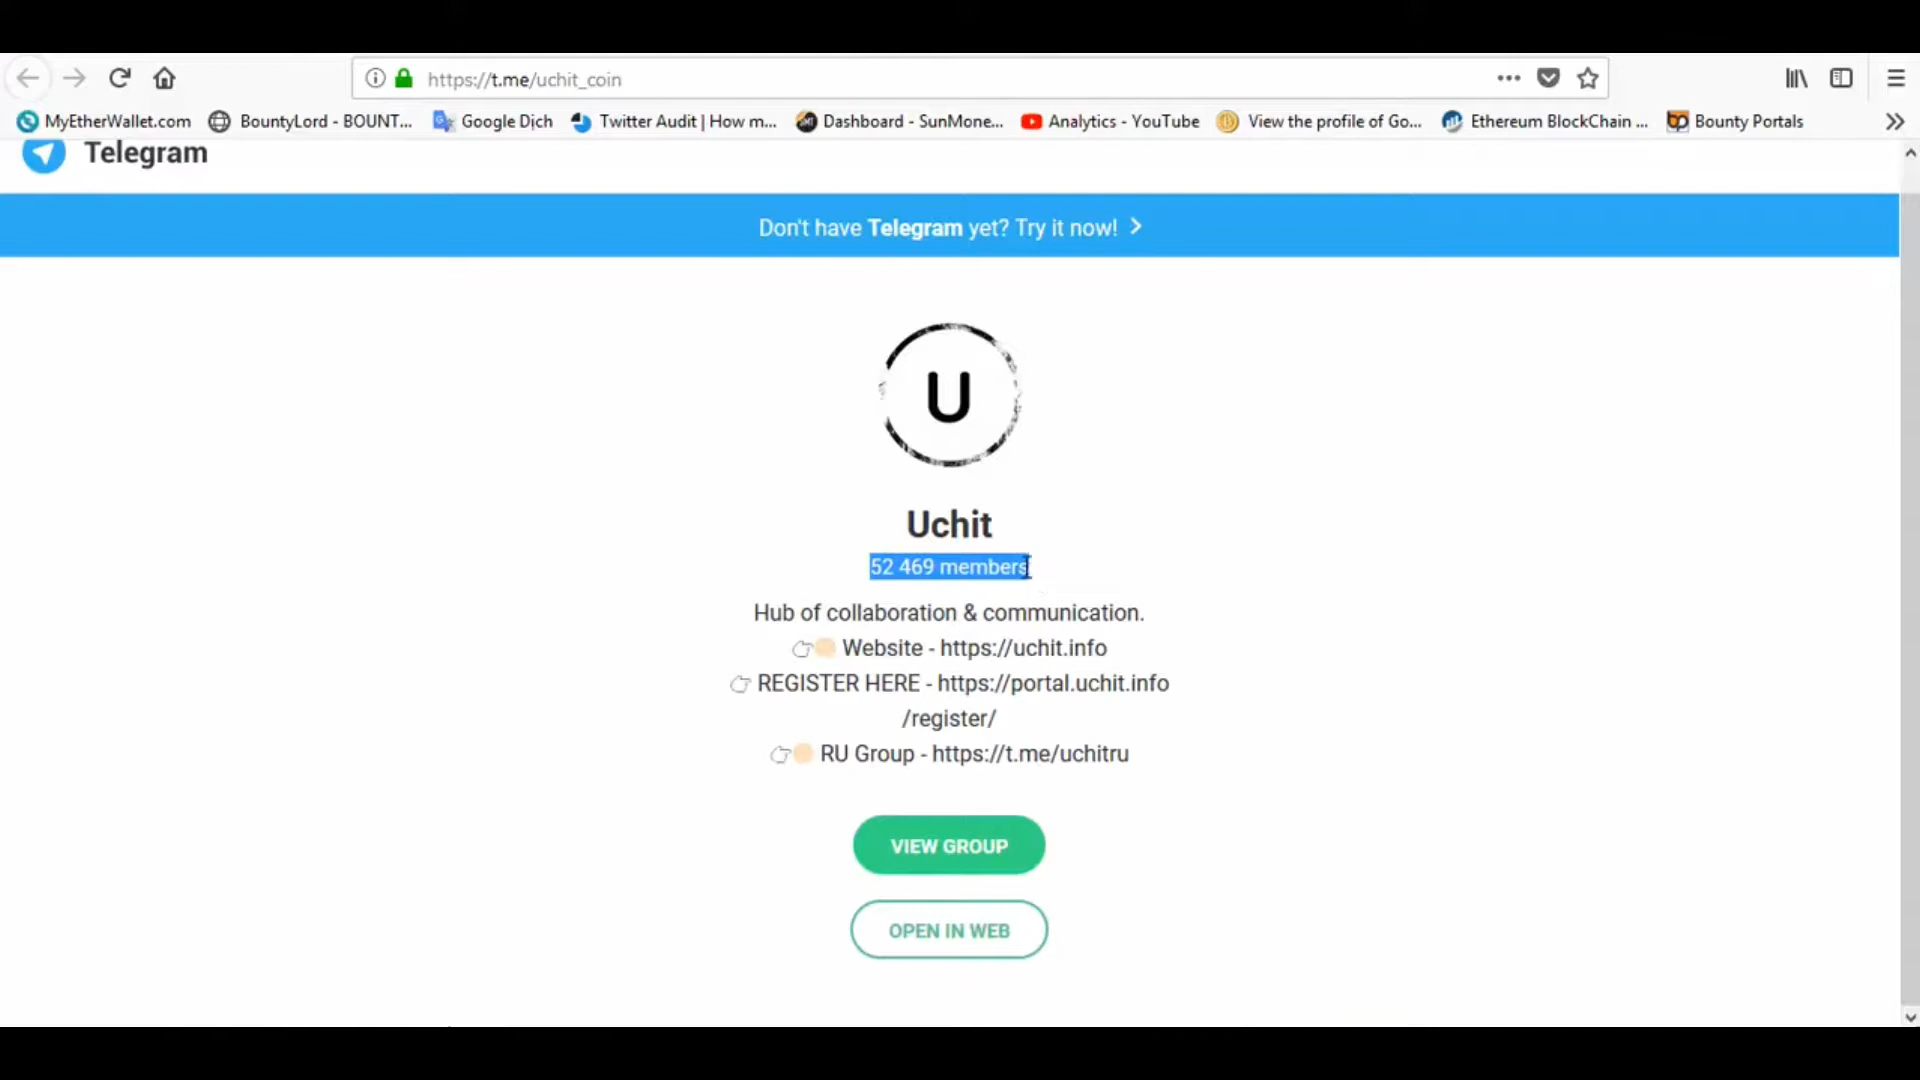 https://t.me/uchit_coin
MyEtherWallet.com BountyLord - BOUNT... Google Dịch Twitter Audit | How m... Dashboard - SunMone... Analytics - YouTube View the profile of Go... Ethereum BlockChain ... Bounty Portals
Telegram
Don't have Telegram yet? Try it now!
U
Uchit
52 469 members
Hub of collaboration & communication.
👉🏻 Website - https://uchit.info
👉 REGISTER HERE - https://portal.uchit.info
/register/
👉🏻 RU Group - https://t.me/uchitru
VIEW GROUP
OPEN IN WEB